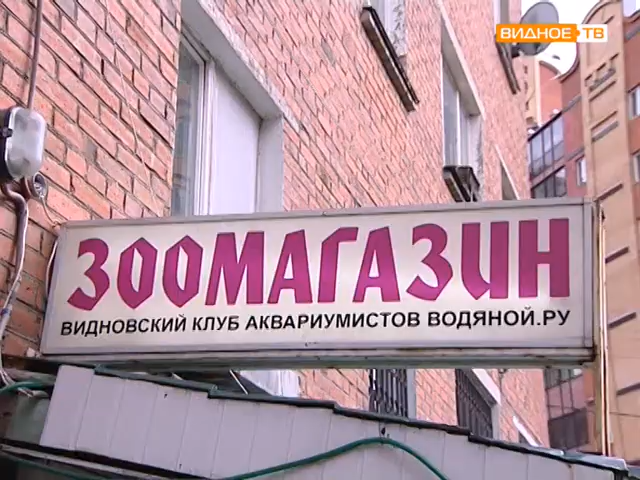 ВИДНОЕ ТВ
ЗООМАГАЗИН
ВИДНОВСКИЙ КЛУБ АКВАРИУМИСТОВ ВОДЯНОЙ.РУ